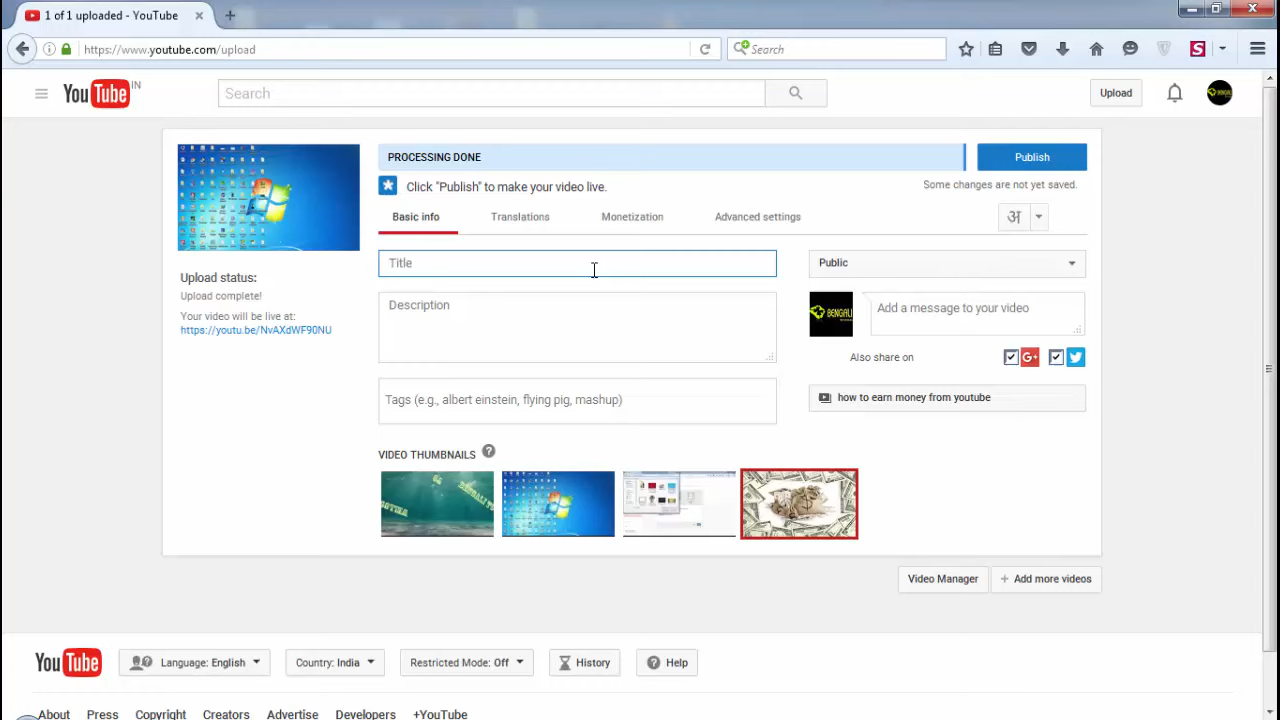 1 of 1 uploaded - YouTube
https://www.youtube.com/upload
Search
YouTube IN
Search
Upload
PROCESSING DONE
Publish
Click "Publish" to make your video live.
Some changes are not yet saved.
Basic info
Translations
Monetization
Advanced settings
अ
Title
Public
Upload status:
Upload complete!
Your video will be live at:
https://youtu.be/NvAXdWF90NU
Description
BENGALI
Add a message to your video
Also share on
G+
Tags (e.g., albert einstein, flying pig, mashup)
how to earn money from youtube
VIDEO THUMBNAILS
Video Manager
+ Add more videos
YouTube
Language: English
Country: India
Restricted Mode: Off
History
Help
About
Press
Copyright
Creators
Advertise
Developers
+YouTube